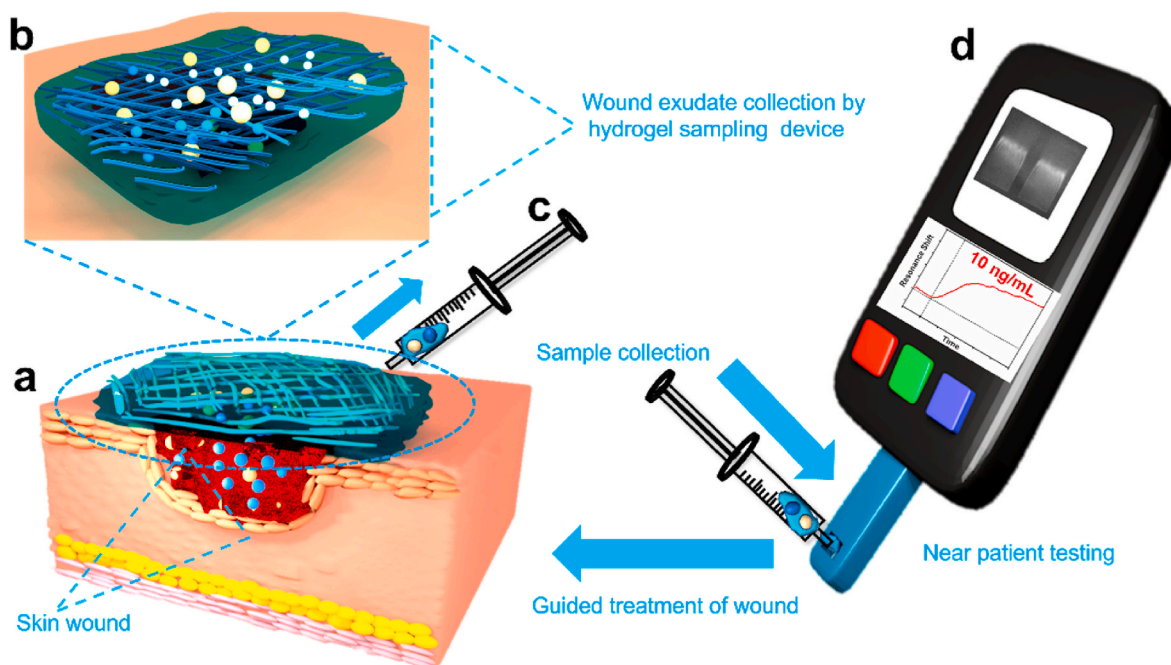 b
Wound exudate collection by
hydrogel sampling device
d
c
Resonance Shift
10 ng/mL
Time
a
Sample collection
Skin wound
Guided treatment of wound
Near patient testing